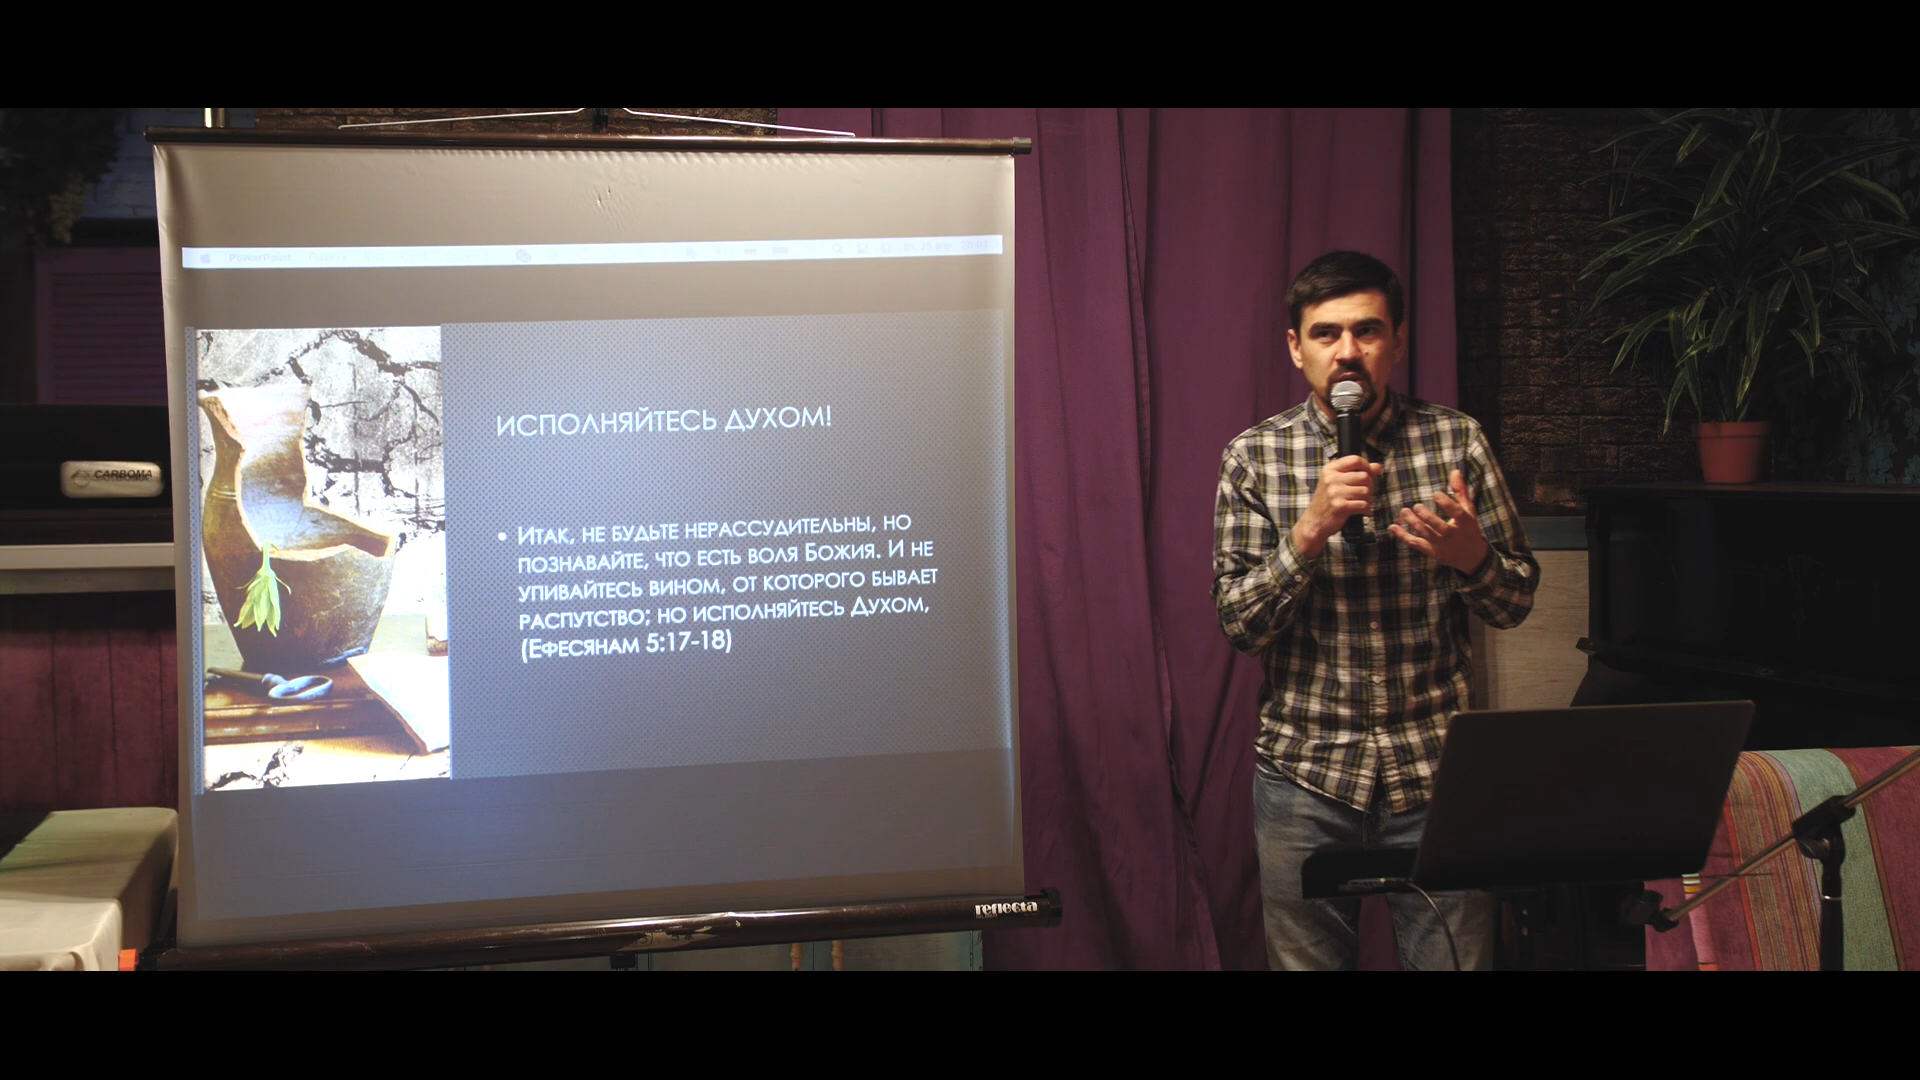 PowerPoint
ИСПОЛНЯЙТЕСЬ ДУХОМ!
• Итак, не будьте нерассудительны, но
познавайте, что есть воля Божия. И не
упивайтесь вином, от которого бывает
распутство; но исполняйтесь Духом,
(Ефесянам 5:17-18)
CARBOMA
reflecta